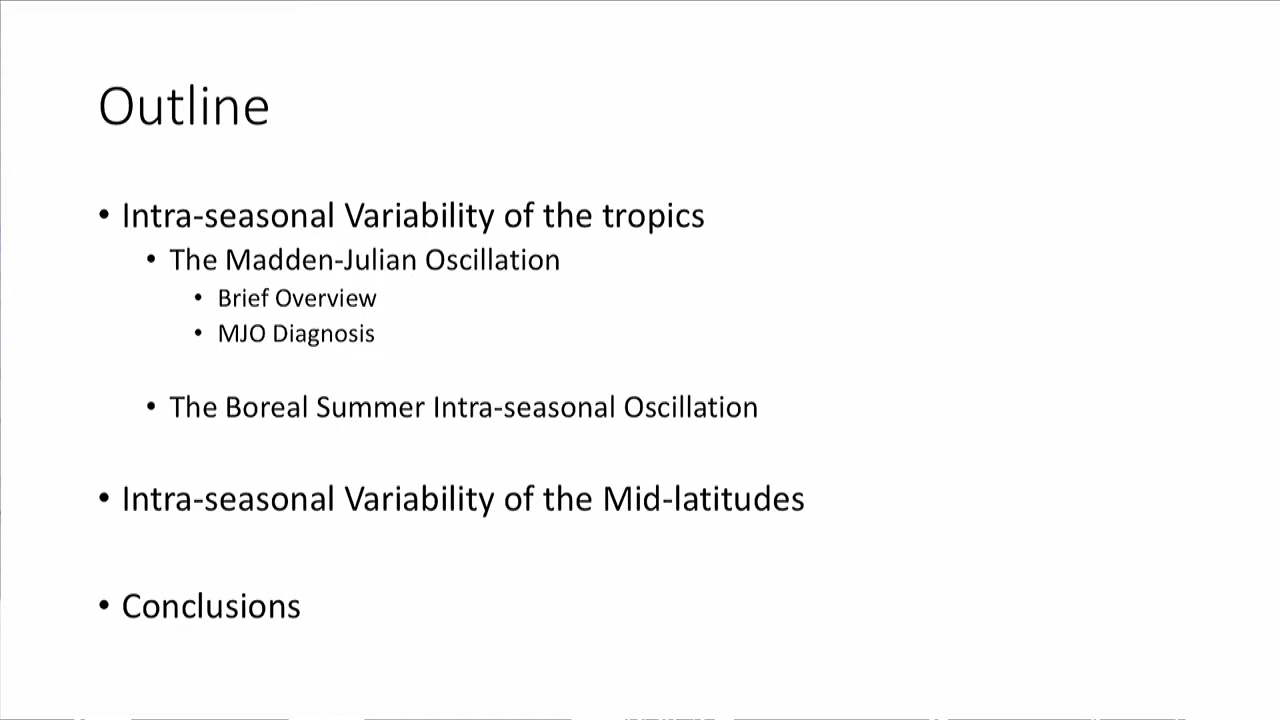 Outline
• Intra-seasonal Variability of the tropics
• The Madden-Julian Oscillation
• Brief Overview
• MJO Diagnosis
• The Boreal Summer Intra-seasonal Oscillation
• Intra-seasonal Variability of the Mid-latitudes
• Conclusions